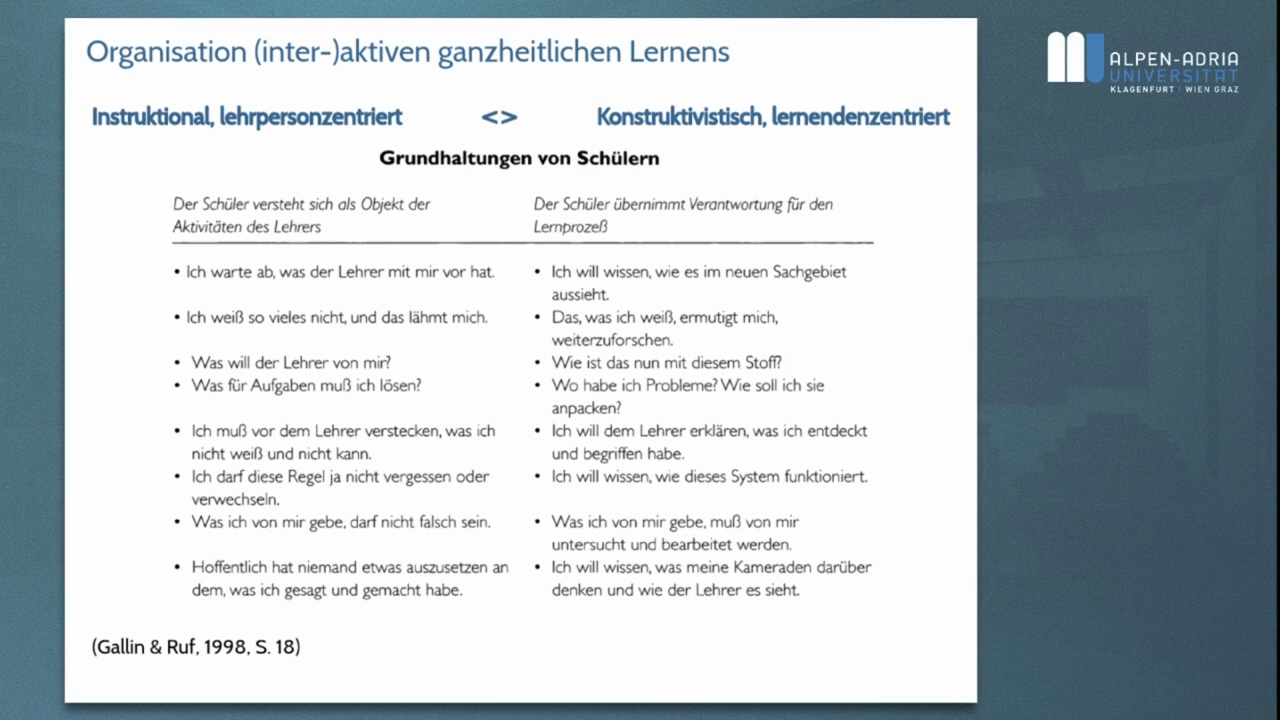 Organisation (inter-)aktiven ganzheitlichen Lernens
ALPEN-ADRIA
UNIVERSITÄT
KLAGENFURT | WIEN GRAZ
Instruktional, lehrpersonzentriert <> Konstruktivistisch, lernendenzentriert
Grundhaltungen von Schülern
Der Schüler versteht sich als Objekt der
Aktivitäten des Lehrers
Der Schüler übernimmt Verantwortung für den
Lernprozeß
• Ich warte ab, was der Lehrer mit mir vor hat.
• Ich weiß so vieles nicht, und das lähmt mich.
• Was will der Lehrer von mir?
• Was für Aufgaben muß ich lösen?
• Ich muß vor dem Lehrer verstecken, was ich
nicht weiß und nicht kann.
• Ich darf diese Regel ja nicht vergessen oder
verwechseln.
• Was ich von mir gebe, darf nicht falsch sein.
• Hoffentlich hat niemand etwas auszusetzen an
dem, was ich gesagt und gemacht habe.
• Ich will wissen, wie es im neuen Sachgebiet
aussieht.
• Das, was ich weiß, ermutigt mich,
weiterzuforschen.
• Wie ist das nun mit diesem Stoff?
• Wo habe ich Probleme? Wie soll ich sie
anpacken?
• Ich will dem Lehrer erklären, was ich entdeckt
und begriffen habe.
• Ich will wissen, wie dieses System funktioniert.
• Was ich von mir gebe, muß von mir
untersucht und bearbeitet werden.
• Ich will wissen, was meine Kameraden darüber
denken und wie der Lehrer es sieht.
(Gallin & Ruf, 1998, S. 18)